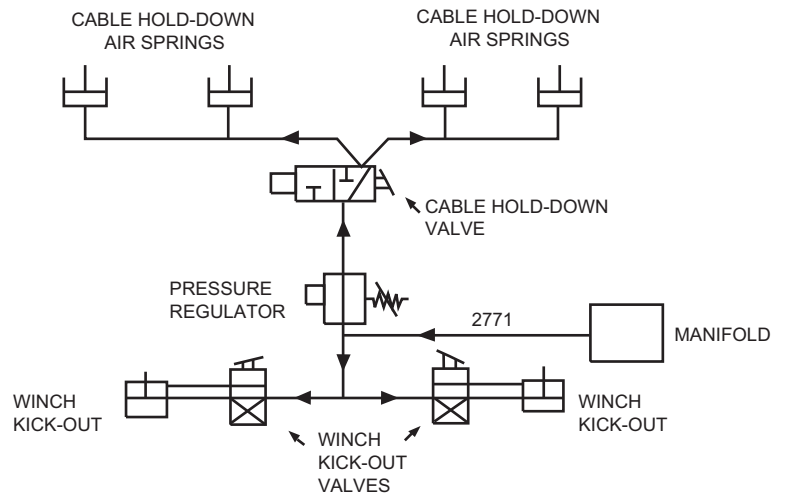 CABLE HOLD-DOWN
AIR SPRINGS
CABLE HOLD-DOWN
AIR SPRINGS
CABLE HOLD-DOWN
VALVE
PRESSURE
REGULATOR
2771
MANIFOLD
WINCH
KICK-OUT
WINCH
KICK-OUT
VALVES
WINCH
KICK-OUT